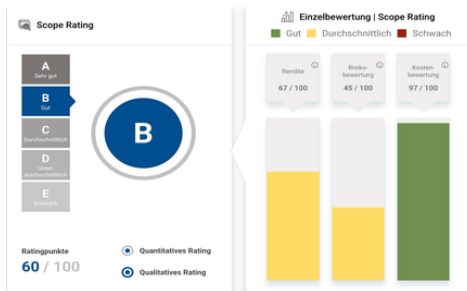 Scope Rating
A
Sehr gut
B
Gut
C
Durchschnittlich
D
Unter-
durchschnittlich
E
Schwach
B
Ratingpunkte
60 / 100
Quantitatives Rating
Qualitatives Rating
Einzelbewertung | Scope Rating
Gut
Durchschnittlich
Schwach
Rendite
67 / 100
Risiko-
bewertung
45 / 100
Kosten-
bewertung
97 / 100